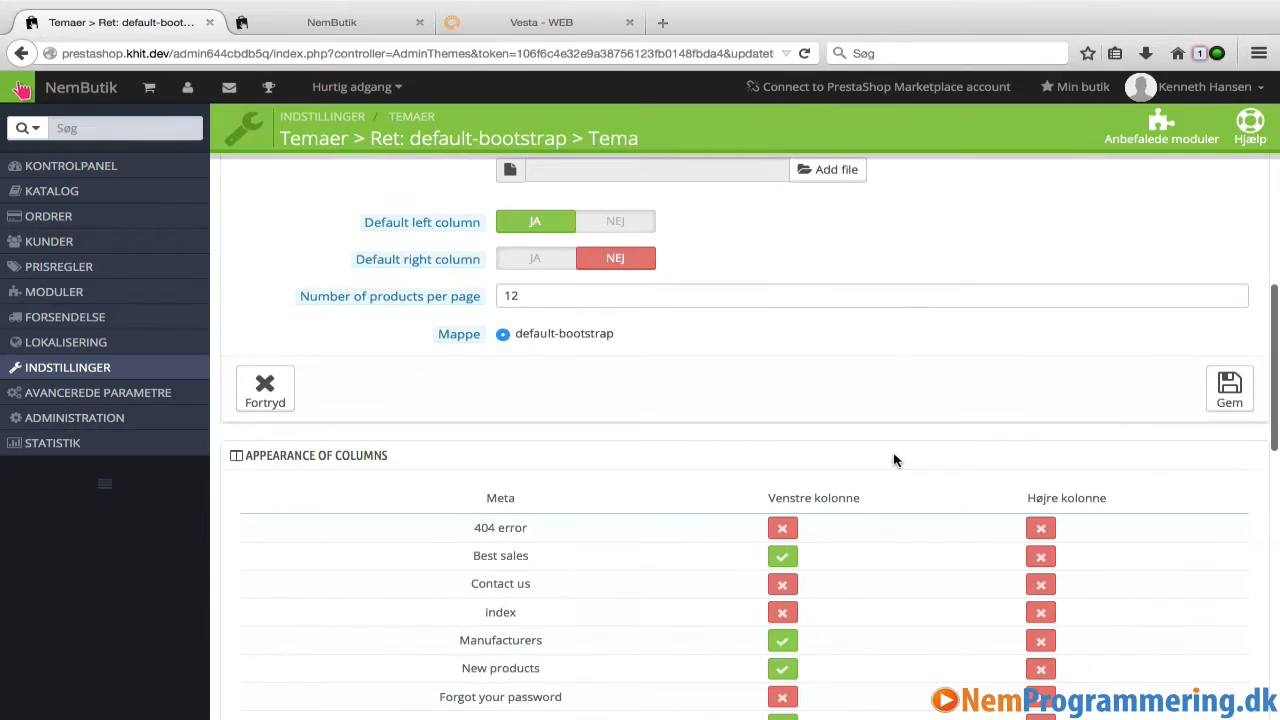 Temaer > Ret: default-boot... × NemButik × Vesta - WEB × +
prestashop.khit.dev/admin644cbdb5q/index.php?controller=AdminThemes&token=106f6c4e32e9a38756123fb0148fbda4&updatet Søg 1
NemButik Hurtig adgang Connect to PrestaShop Marketplace account Min butik Kenneth Hansen
Søg
INDSTILLINGER / TEMAER
Temaer > Ret: default-bootstrap > Tema
Anbefalede moduler Hjælp
KONTROLPANEL
KATALOG
ORDRER
KUNDER
PRISREGLER
MODULER
FORSENDELSE
LOKALISERING
INDSTILLINGER
AVANCEREDE PARAMETRE
ADMINISTRATION
STATISTIK
Add file
Default left column JA NEJ
Default right column JA NEJ
Number of products per page 12
Mappe default-bootstrap
Fortryd Gem
APPEARANCE OF COLUMNS
Meta Venstre kolonne Højre kolonne
404 error
Best sales
Contact us
index
Manufacturers
New products
Forgot your password
NemProgrammering.dk